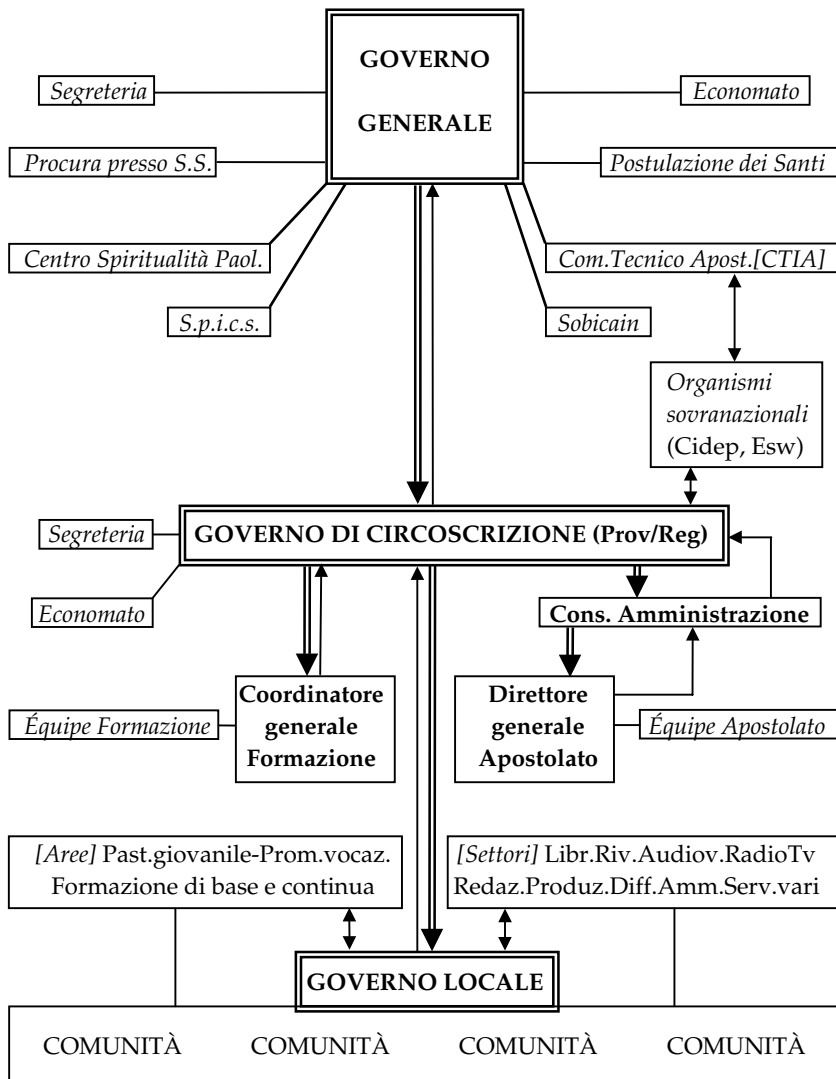 GOVERNO
GENERALE
Segreteria
Economato
Procura presso S.S.
Postulazione dei Santi
Centro Spiritualità Paol.
Com.Tecnico Apost.[CTIA]
S.p.i.c.s.
Sobicain
Organismi
sovranazionali
(Cidep, Esw)
Segreteria
GOVERNO DI CIRCOSCRIZIONE (Prov/Reg)
Economato
Cons. Amministrazione
Coordinatore
generale
Formazione
Direttore
generale
Apostolato
Équipe Formazione
Équipe Apostolato
[Aree] Past.giovanile-Prom.vocaz.
Formazione di base e continua
[Settori] Libr.Riv.Audiov.RadioTv
Redaz.Produz.Diff.Amm.Serv.vari
GOVERNO LOCALE
COMUNITÀ COMUNITÀ COMUNITÀ COMUNITÀ